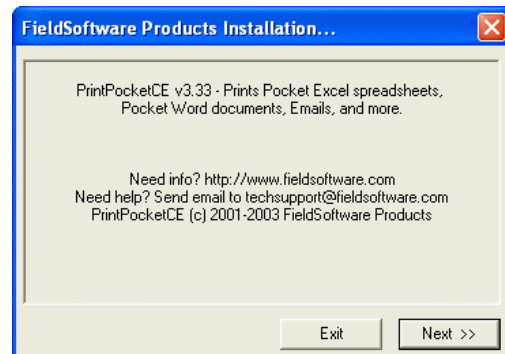 FieldSoftware Products Installation...
PrintPocketCE v3.33 - Prints Pocket Excel spreadsheets,
Pocket Word documents, Emails, and more.
Need info? http://www.fieldsoftware.com
Need help? Send email to techsupport@fieldsoftware.com
PrintPocketCE (c) 2001-2003 FieldSoftware Products
Exit
Next >>